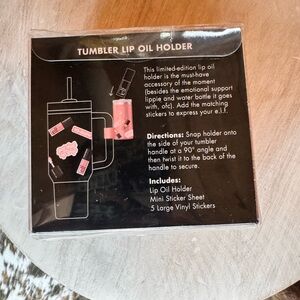 TUMBLER LIP OIL HOLDER
This limited-edition lip oil
holder is the must-have
accessory of the moment
(besides the emotional support
lippie and water bottle it goes
with, ofc). Add the matching
stickers to express your e.l.f.
Directions: Snap holder onto
the side of your tumbler
handle at a 90° angle and
then twist it to the back of the
handle to secure.
Includes:
Lip Oil Holder
Mini Sticker Sheet
5 Large Vinyl Stickers